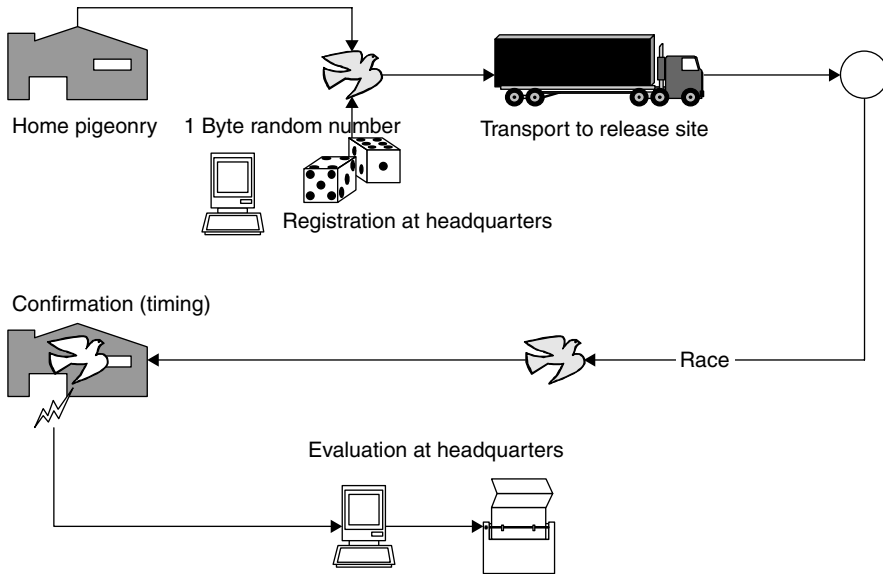 Home pigeonry
1 Byte random number
Transport to release site
Registration at headquarters
Confirmation (timing)
Race
Evaluation at headquarters